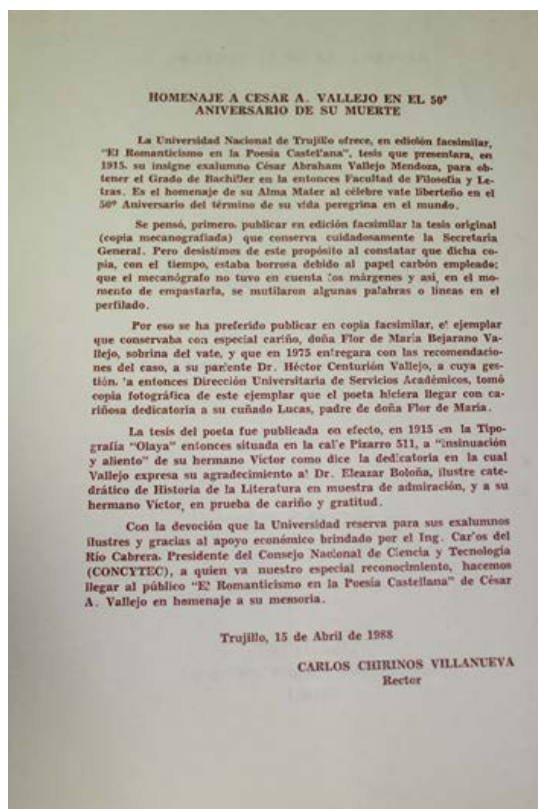 HOMENAJE A CESAR A. VALLEJO EN EL 50º
ANIVERSARIO DE SU MUERTE
La Universidad Nacional de Trujillo ofrece, en edición facsimilar,
"El Romanticismo en la Poesía Castellana", tesis que presentara, en
1915, su insigne exalumno César Abraham Vallejo Mendoza, para ob-
tener el Grado de Bachiller en la entonces Facultad de Filosofía y Le-
tras. Es el homenaje de su Alma Mater al célebre vate liberteño en el
50º Aniversario del término de su vida peregrina en el mundo.
Se pensó, primero, publicar en edición facsimilar la tesis original
(copia mecanografiada) que conserva cuidadosamente la Secretaría
General. Pero desistimos de este propósito al constatar que dicha co-
pia, con el tiempo, estaba borrosa debido al papel carbón empleado;
que el mecanógrafo no tuvo en cuenta los márgenes y así, en el mo-
mento de empastarla, se mutilaron algunas palabras o líneas en el
perfilado.
Por eso se ha preferido publicar en copia facsimilar, el ejemplar
que conservaba con especial cariño, doña Flor de María Bejarano Va-
llejo, sobrina del vate, y que en 1975 entregara con las recomendacio-
nes del caso, a su pariente Dr. Héctor Centurión Vallejo, a cuya ges-
tión, la entonces Dirección Universitaria de Servicios Académicos, tomó
copia fotográfica de este ejemplar que el poeta hiciera llegar con ca-
riñosa dedicatoria a su cuñado Lucas, padre de doña Flor de María.
La tesis del poeta fue publicada en efecto, en 1915 en la Tipo-
grafía "Olaya" entonces situada en la calle Pizarro 511, a "insinuación
y aliento" de su hermano Víctor como dice la dedicatoria en la cual
Vallejo expresa su agradecimiento al Dr. Eleazar Boloña, ilustre cate-
drático de Historia de la Literatura en muestra de admiración, y a su
hermano Víctor, en prueba de cariño y gratitud.
Con la devoción que la Universidad reserva para sus exalumnos
ilustres y gracias al apoyo económico brindado por el Ing. Carlos del
Río Cabrera, Presidente del Consejo Nacional de Ciencia y Tecnología
(CONCYTEC), a quien va nuestro especial reconocimiento, hacemos
llegar al público "El Romanticismo en la Poesía Castellana" de César
A. Vallejo en homenaje a su memoria.
Trujillo, 15 de Abril de 1988
CARLOS CHIRINOS VILLANUEVA
Rector